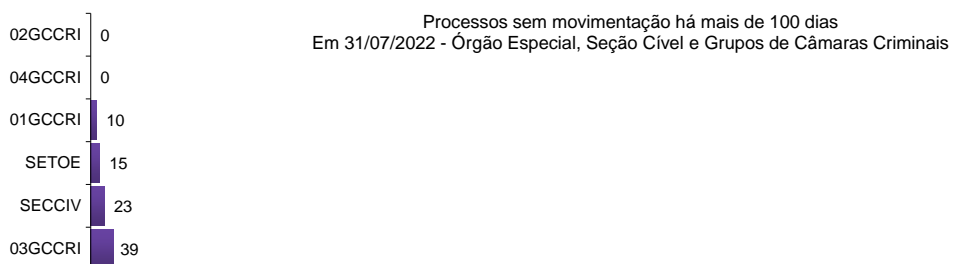 Processos sem movimentação há mais de 100 dias
Em 31/07/2022 - Órgão Especial, Seção Cível e Grupos de Câmaras Criminais
02GCCRI 0
04GCCRI 0
01GCCRI 10
SETOE 15
SECCIV 23
03GCCRI 39